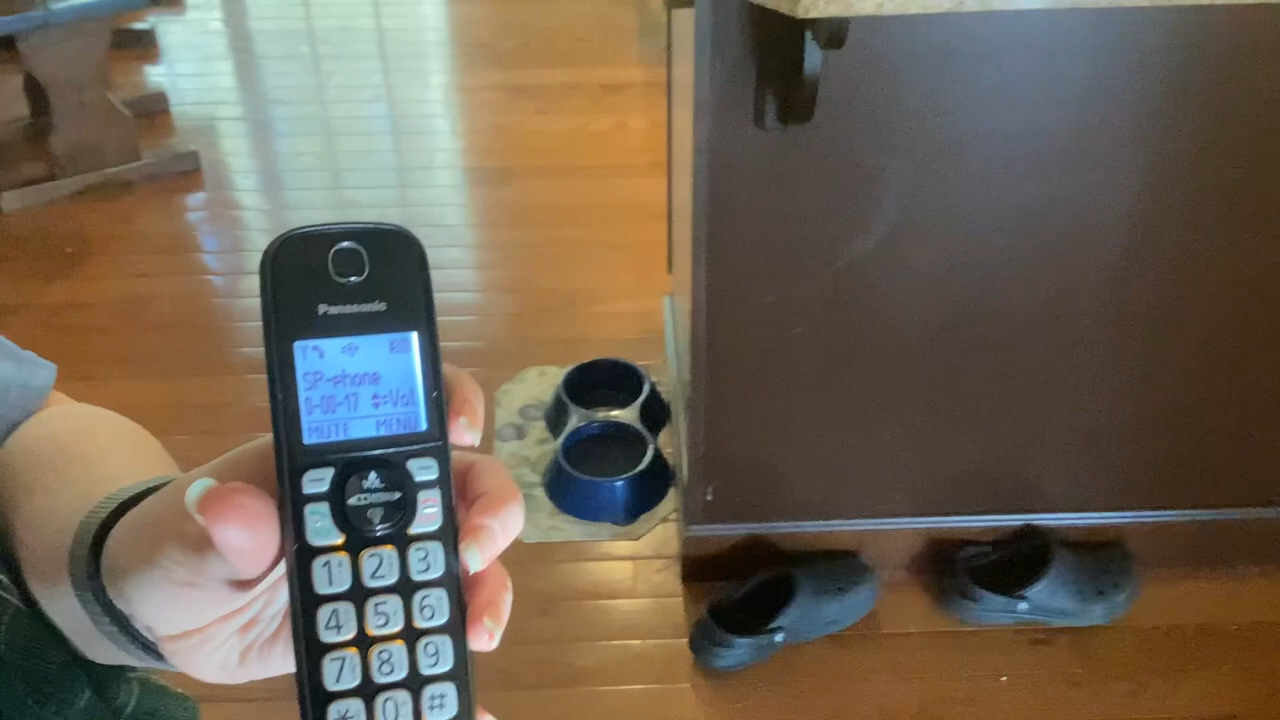 Panasonic
SP-phone
0-00-17 =Vol
MUTE MENU
1 2 3
4 5 6
7 8 9
* 0 #